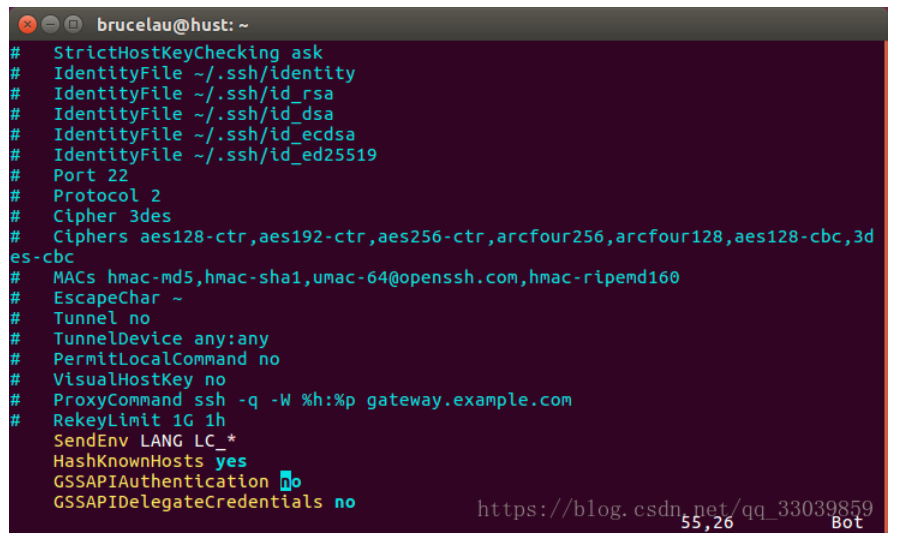 brucelau@hust: ~
#   StrictHostKeyChecking ask
#   IdentityFile ~/.ssh/identity
#   IdentityFile ~/.ssh/id_rsa
#   IdentityFile ~/.ssh/id_dsa
#   IdentityFile ~/.ssh/id_ecdsa
#   IdentityFile ~/.ssh/id_ed25519
#   Port 22
#   Protocol 2
#   Cipher 3des
#   Ciphers aes128-ctr,aes192-ctr,aes256-ctr,arcfour256,arcfour128,aes128-cbc,3d
es-cbc
#   MACs hmac-md5,hmac-sha1,umac-64@openssh.com,hmac-ripemd160
#   EscapeChar ~
#   Tunnel no
#   TunnelDevice any:any
#   PermitLocalCommand no
#   VisualHostKey no
#   ProxyCommand ssh -q -W %h:%p gateway.example.com
#   RekeyLimit 1G 1h
    SendEnv LANG LC_*
    HashKnownHosts yes
    GSSAPIAuthentication no
    GSSAPIDelegateCredentials no
https://blog.csdn.net/qq_33039859
55,26 Bot